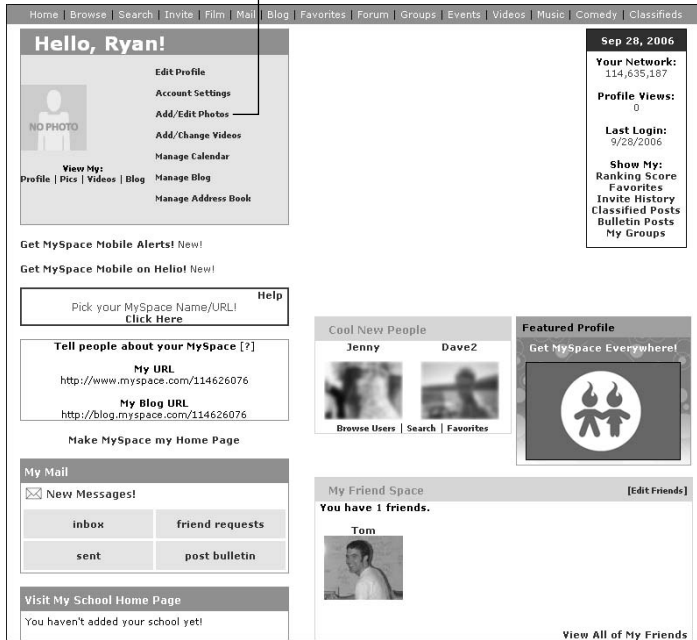 Home | Browse | Search | Invite | Film | Mail | Blog | Favorites | Forum | Groups | Events | Videos | Music | Comedy | Classifieds
Hello, Ryan!
Edit Profile
Account Settings
Add/Edit Photos
Add/Change Videos
Manage Calendar
Manage Blog
Manage Address Book
NO PHOTO
View My:
Profile | Pics | Videos | Blog
Sep 28, 2006
Your Network:
114,635,187
Profile Views:
0
Last Login:
9/28/2006
Show My:
Ranking Score
Favorites
Invite History
Classified Posts
Bulletin Posts
My Groups
Get MySpace Mobile Alerts! New!
Get MySpace Mobile on Helio! New!
Help
Pick your MySpace Name/URL!
Click Here
Tell people about your MySpace [?]
My URL
http://www.myspace.com/114626076
My Blog URL
http://blog.myspace.com/114626076
Make MySpace my Home Page
My Mail
New Messages!
inbox
friend requests
sent
post bulletin
Visit My School Home Page
You haven't added your school yet!
Cool New People
Jenny
Dave2
Browse Users | Search | Favorites
Featured Profile
Get MySpace Everywhere!
My Friend Space
[Edit Friends]
You have 1 friends.
Tom
View All of My Friends